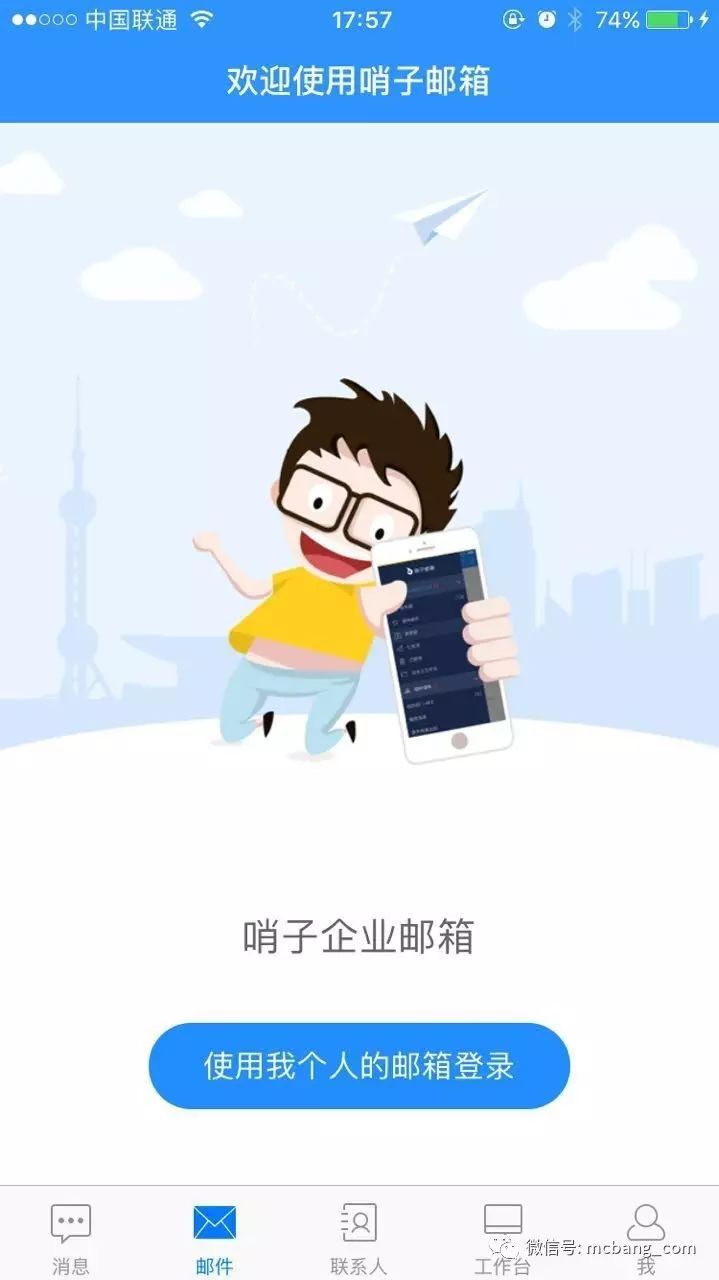 中国联通
17:57
74%
欢迎使用哨子邮箱
哨子企业邮箱
使用我个人的邮箱登录
消息
邮件
联系人
工作台
我
微信号: mcbang_com